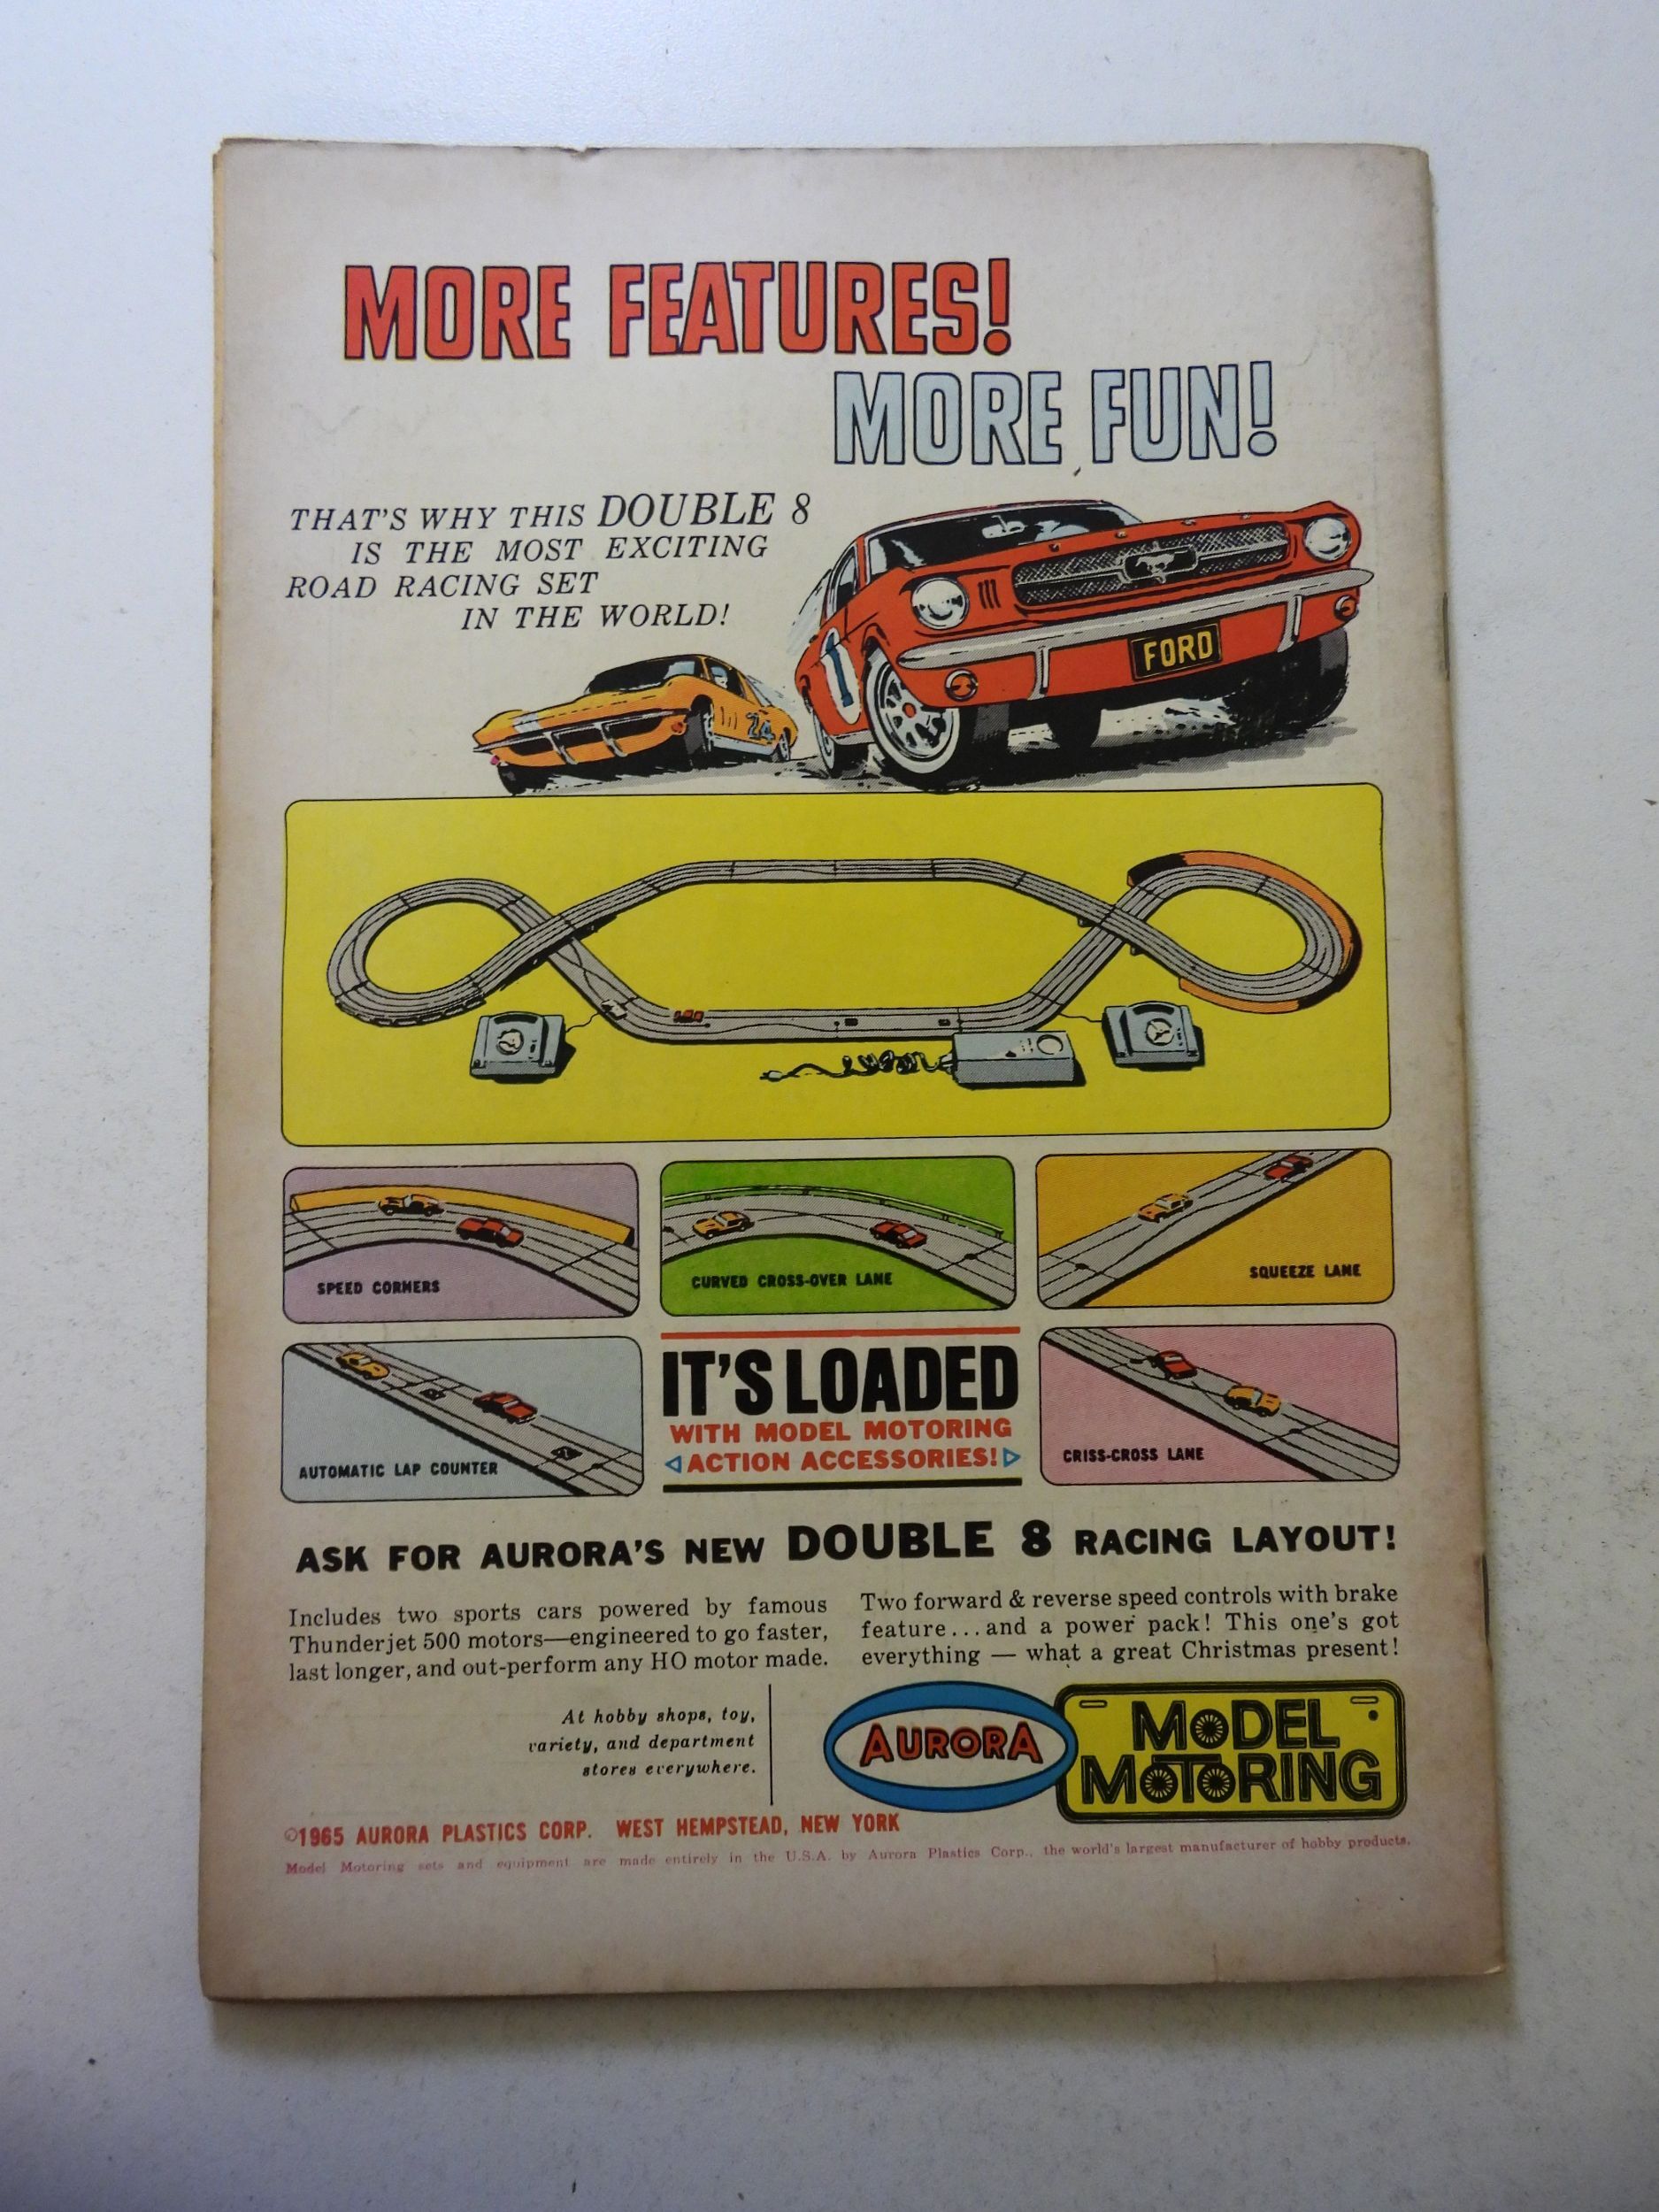 MORE FEATURES!
MORE FUN!
THAT'S WHY THIS DOUBLE 8
IS THE MOST EXCITING
ROAD RACING SET
IN THE WORLD!
1
FORD
24
SPEED CORNERS
CURVED CROSS-OVER LANE
SQUEEZE LANE
AUTOMATIC LAP COUNTER
IT'S LOADED
WITH MODEL MOTORING
ACTION ACCESSORIES!
CRISS-CROSS LANE
ASK FOR AURORA'S NEW DOUBLE 8 RACING LAYOUT!
Includes two sports cars powered by famous
Thunderjet 500 motors—engineered to go faster,
last longer, and out-perform any HO motor made.
Two forward & reverse speed controls with brake
feature...and a power pack! This one's got
everything — what a great Christmas present!
At hobby shops, toy,
variety, and department
stores everywhere.
AURORA
MODEL
MOTORING
©1965 AURORA PLASTICS CORP. WEST HEMPSTEAD, NEW YORK
Model Motoring sets and equipment are made entirely in the U.S.A. by Aurora Plastics Corp., the world's largest manufacturer of hobby products.